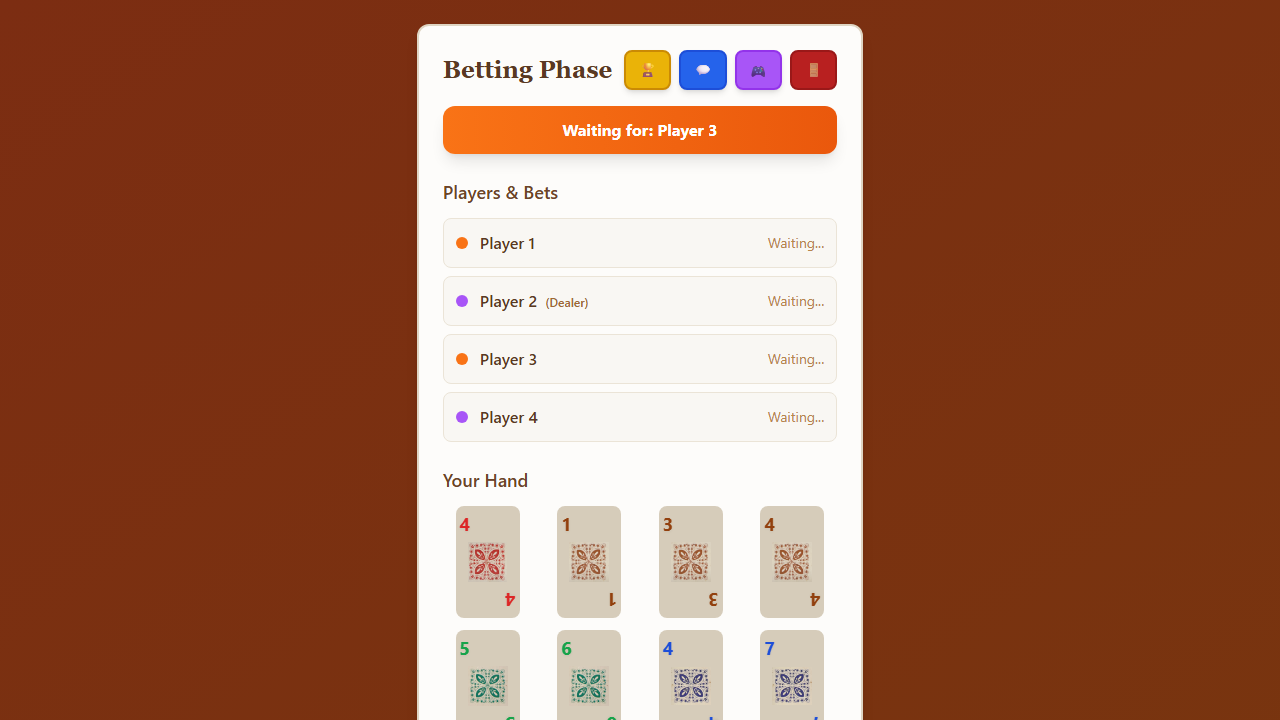 Betting Phase
Waiting for: Player 3
Players & Bets
Player 1 Waiting...
Player 2 (Dealer) Waiting...
Player 3 Waiting...
Player 4 Waiting...
Your Hand
4 1 3 4
4 1 3 4
5 6 4 7